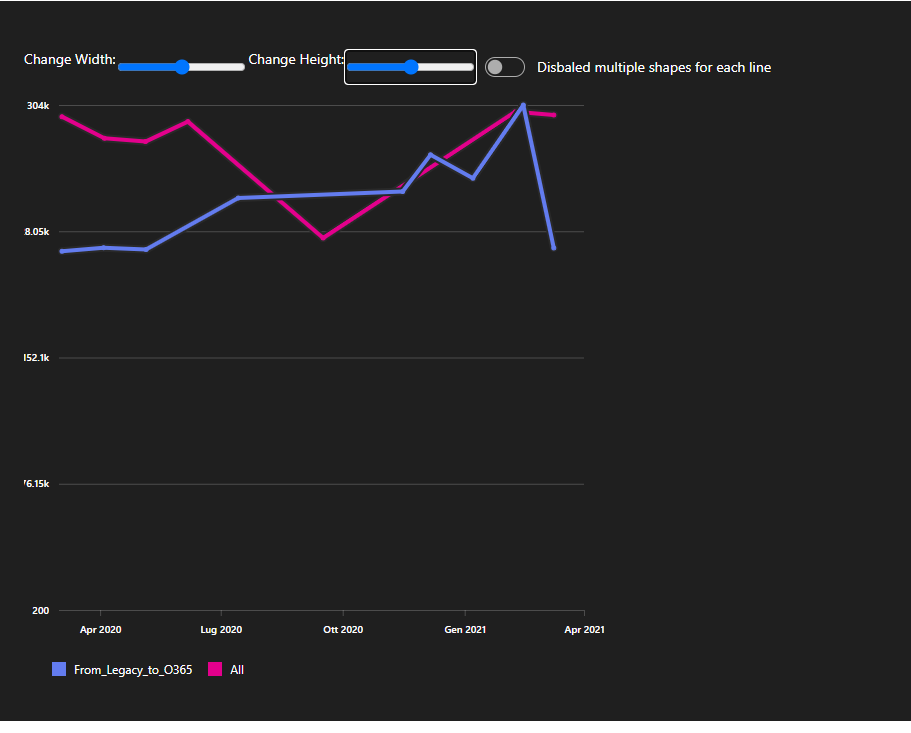 Change Width: Change Height: Disbaled multiple shapes for each line
304k
8.05k
52.1k
6.15k
200
Apr 2020 Lug 2020 Ott 2020 Gen 2021 Apr 2021
From_Legacy_to_O365 All